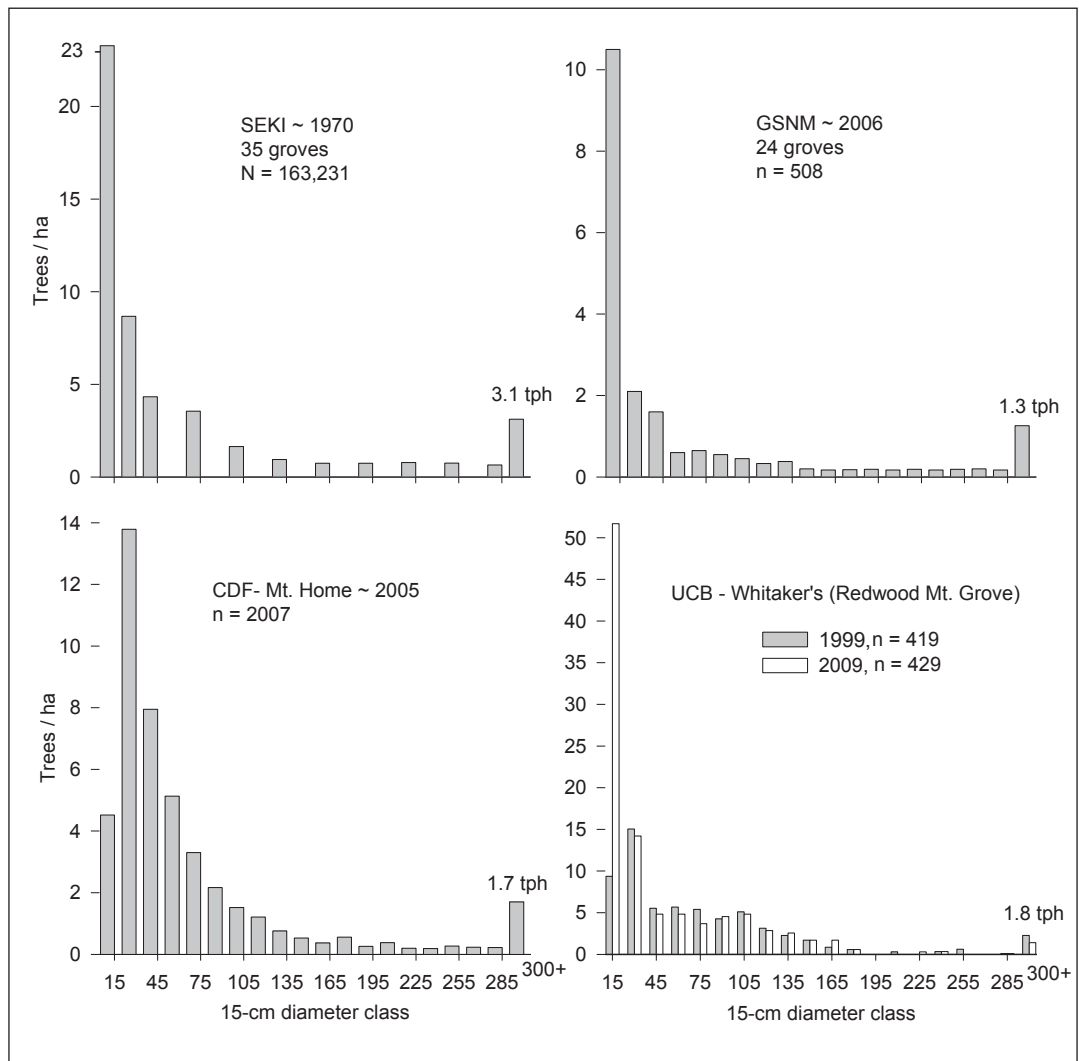 23
20
15
10
5
0
Trees / ha
SEKI ~ 1970
35 groves
N = 163,231
3.1 tph
10
8
6
4
2
0
GSNM ~ 2006
24 groves
n = 508
1.3 tph
14
12
10
8
6
4
2
0
Trees / ha
CDF- Mt. Home ~ 2005
n = 2007
1.7 tph
15 45 75 105 135 165 195 225 255 285 300+
15-cm diameter class
50
45
40
35
30
25
20
15
10
5
0
UCB - Whitaker's (Redwood Mt. Grove)
1999, n = 419
2009, n = 429
1.8 tph
15 45 75 105 135 165 195 225 255 285 300+
15-cm diameter class